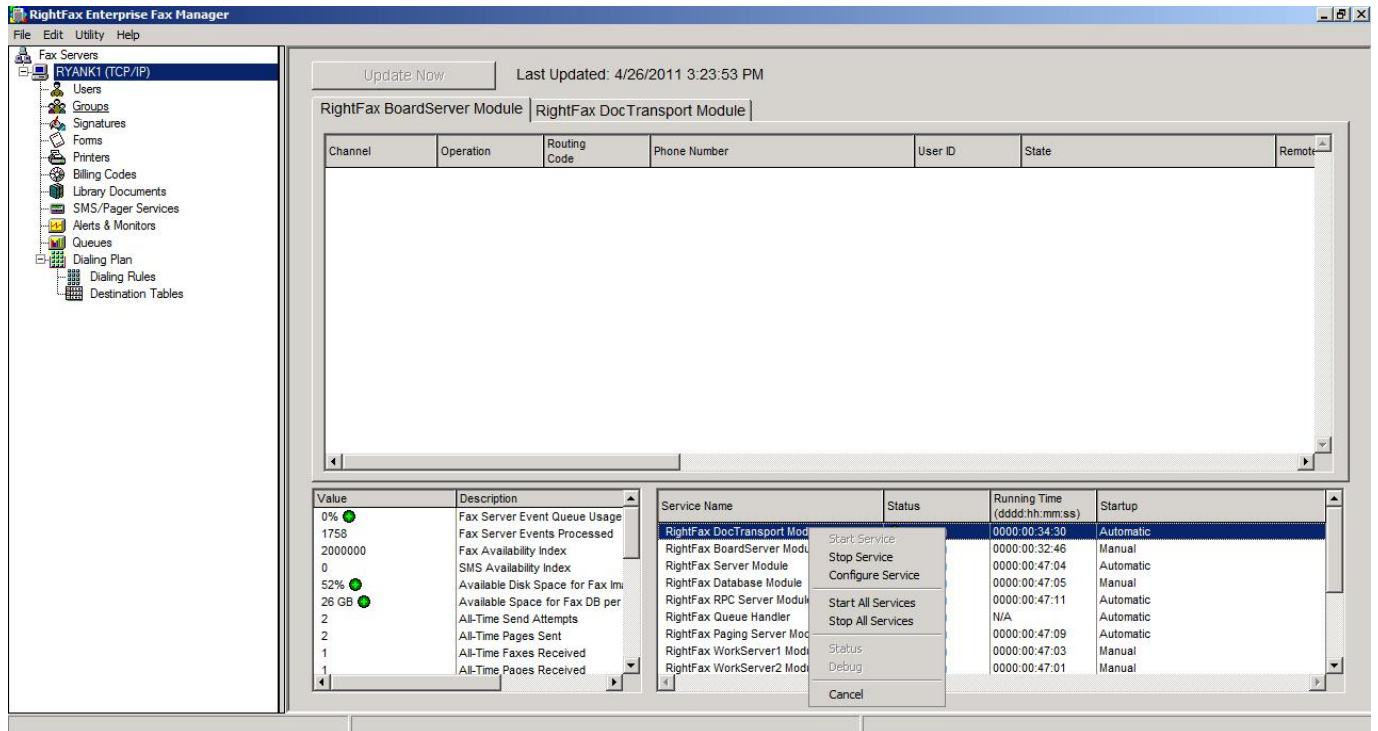 RightFax Enterprise Fax Manager
File Edit Utility Help
Fax Servers
RYANK1 (TCP/IP)
Users
Groups
Signatures
Forms
Printers
Billing Codes
Library Documents
SMS/Pager Services
Alerts & Monitors
Queues
Dialing Plan
Dialing Rules
Destination Tables
Update Now Last Updated: 4/26/2011 3:23:53 PM
RightFax BoardServer Module RightFax DocTransport Module
Channel Operation Routing Code Phone Number User ID State Remote
Value Description
0% Fax Server Event Queue Usage
1758 Fax Server Events Processed
2000000 Fax Availability Index
0 SMS Availability Index
52% Available Disk Space for Fax Ima
26 GB Available Space for Fax DB per
2 All-Time Send Attempts
2 All-Time Pages Sent
1 All-Time Faxes Received
1 All-Time Pages Received
Service Name Status Running Time (dddd:hh:mm:ss) Startup
RightFax DocTransport Mod 0000:00:34:30 Automatic
RightFax BoardServer Modu 0000:00:32:46 Manual
RightFax Server Module 0000:00:47:04 Automatic
RightFax Database Module 0000:00:47:05 Manual
RightFax RPC Server Module 0000:00:47:11 Automatic
RightFax Queue Handler N/A Automatic
RightFax Paging Server Mod 0000:00:47:09 Automatic
RightFax WorkServer1 Modu 0000:00:47:03 Manual
RightFax WorkServer2 Modu 0000:00:47:01 Manual
Start Service
Stop Service
Configure Service
Start All Services
Stop All Services
Status
Debug
Cancel